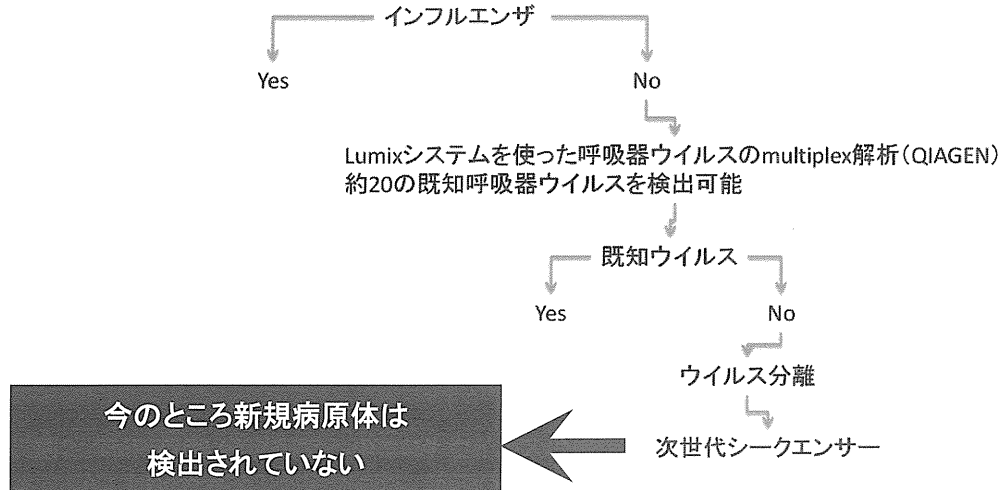 インフルエンザ
Yes
No
Lumixシステムを使った呼吸器ウイルスのmultiplex解析(QIAGEN)
約20の既知呼吸器ウイルスを検出可能
既知ウイルス
Yes
No
ウイルス分離
次世代シークエンサー
今のところ新規病原体は
検出されていない